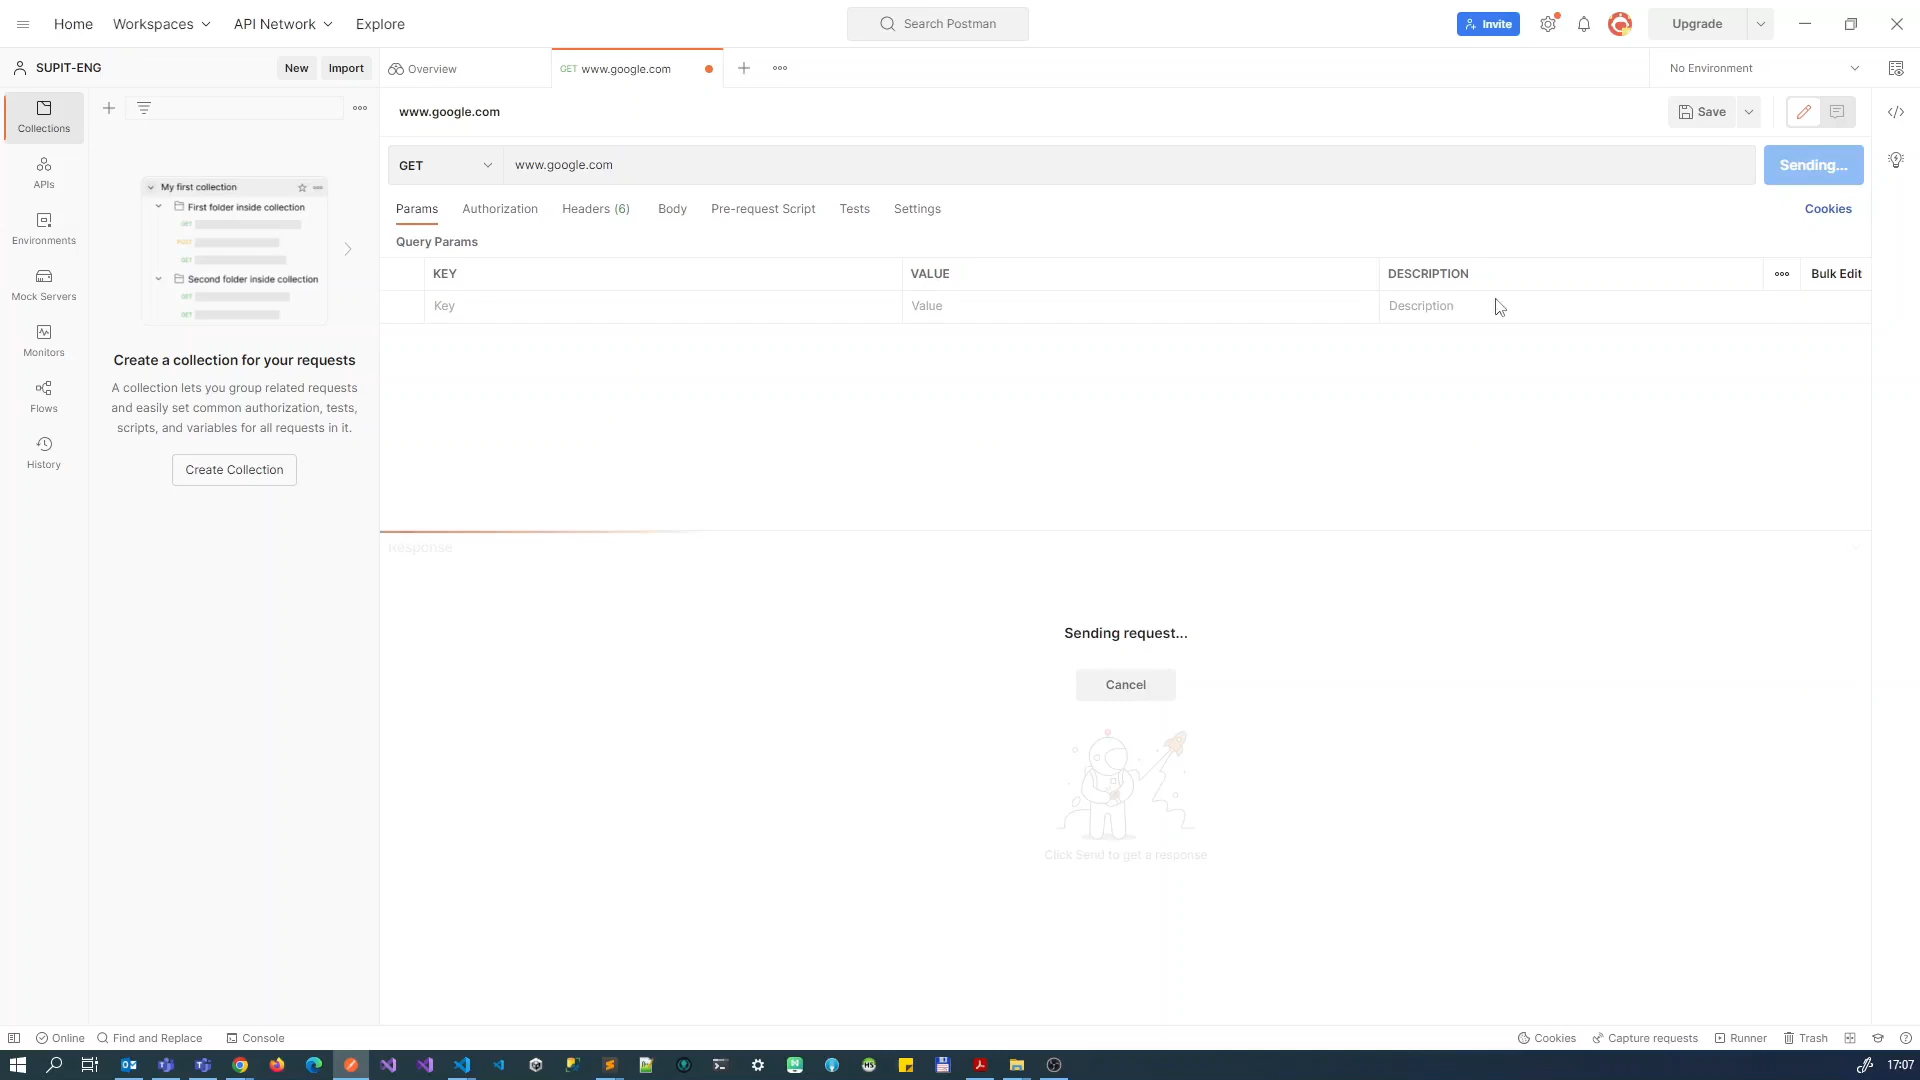 Home Workspaces API Network Explore
Search Postman
Invite
Upgrade
SUPIT-ENG
New Import
Overview
GET www.google.com
No Environment
www.google.com
Save
GET www.google.com
Sending...
Params Authorization Headers (6) Body Pre-request Script Tests Settings
Cookies
Query Params
KEY VALUE DESCRIPTION
Bulk Edit
Key Value Description
Collections
APIs
Environments
Mock Servers
Monitors
Flows
History
My first collection
First folder inside collection
GET
POST
GET
Second folder inside collection
GET
GET
Create a collection for your requests
A collection lets you group related requests
and easily set common authorization, tests,
scripts, and variables for all requests in it.
Create Collection
Response
Sending request...
Cancel
Click Send to get a response
Online Find and Replace Console
Cookies Capture requests Runner Trash
17:07